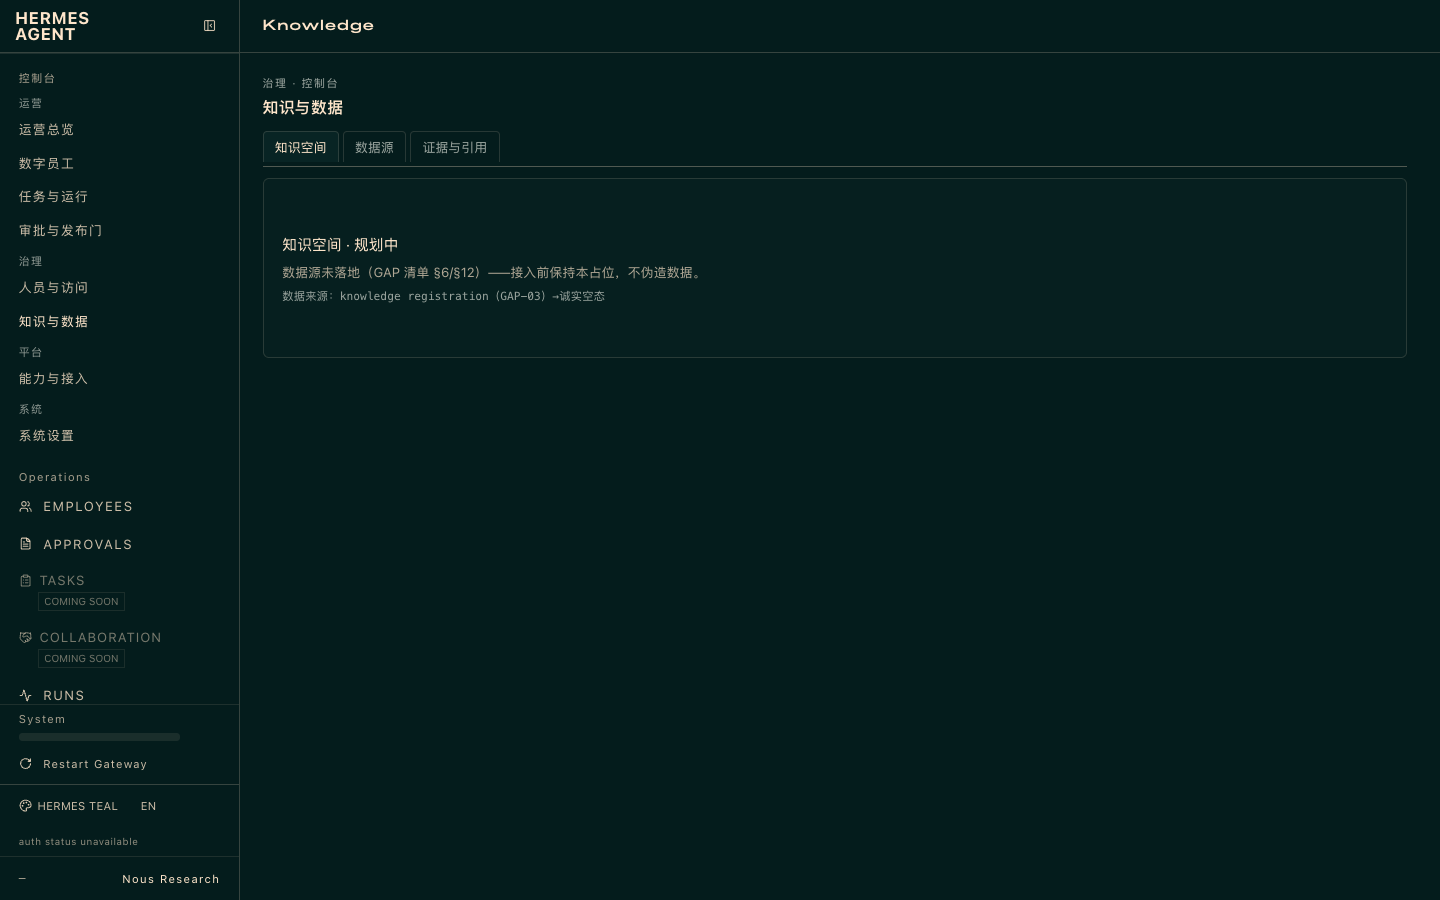 HERMES
AGENT
控制台
运营
运营总览
数字员工
任务与运行
审批与发布门
治理
人员与访问
知识与数据
平台
能力与接入
系统
系统设置
Operations
EMPLOYEES
APPROVALS
TASKS
COMING SOON
COLLABORATION
COMING SOON
RUNS
System
Restart Gateway
HERMES TEAL EN
auth status unavailable
— Nous Research
Knowledge
治理 · 控制台
知识与数据
知识空间 数据源 证据与引用
知识空间 · 规划中
数据源未落地（GAP 清单 §6/§12）——接入前保持本占位，不伪造数据。
数据来源：knowledge registration（GAP-03）→诚实空态